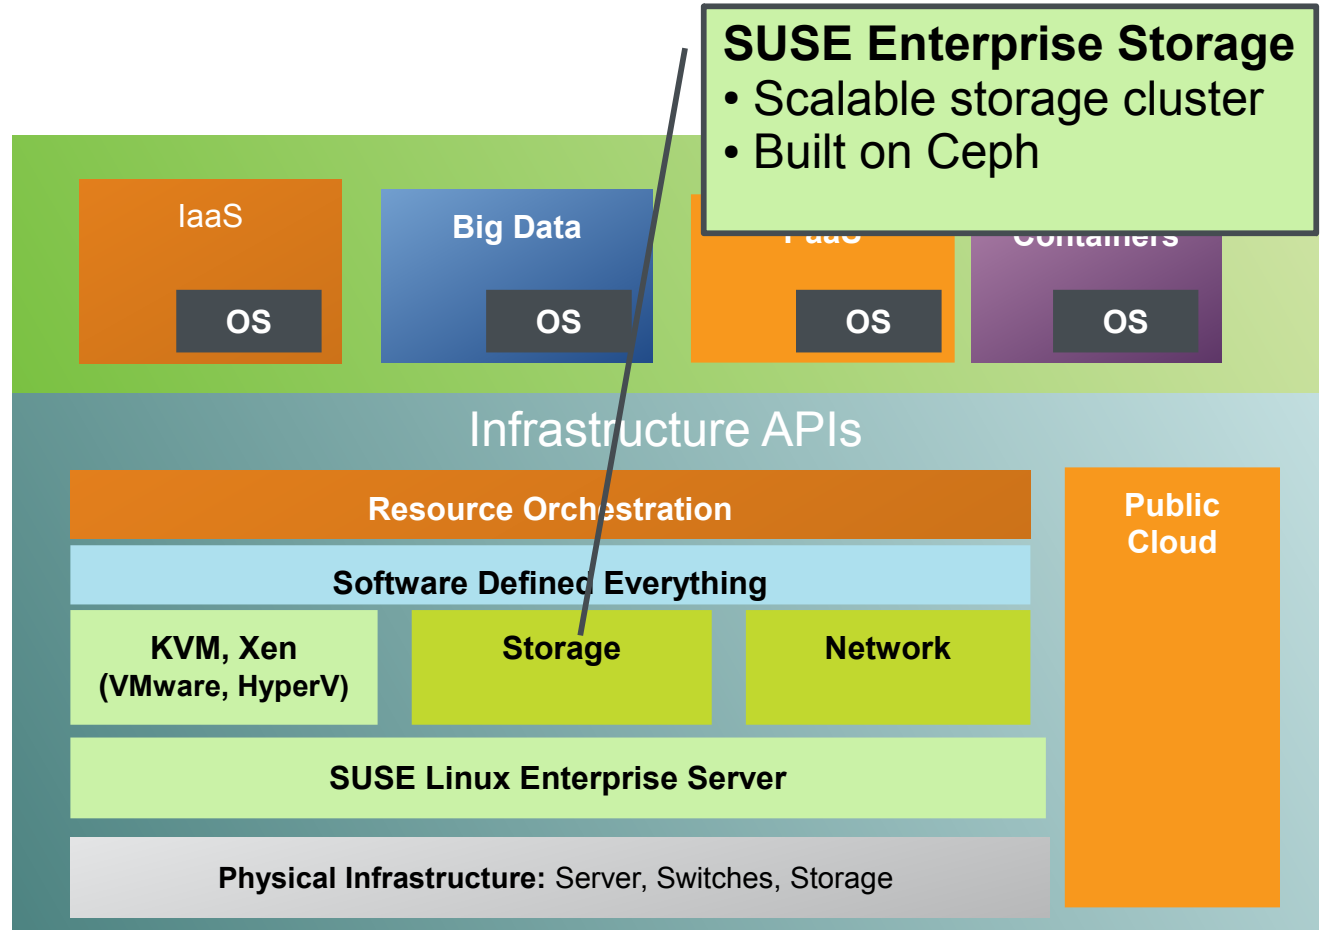 SUSE Enterprise Storage
• Scalable storage cluster
• Built on Ceph
IaaS
Big Data
PaaS
Containers
OS
OS
OS
OS
Infrastructure APIs
Resource Orchestration
Public
Cloud
Software Defined Everything
KVM, Xen
(VMware, HyperV)
Storage
Network
SUSE Linux Enterprise Server
Physical Infrastructure: Server, Switches, Storage